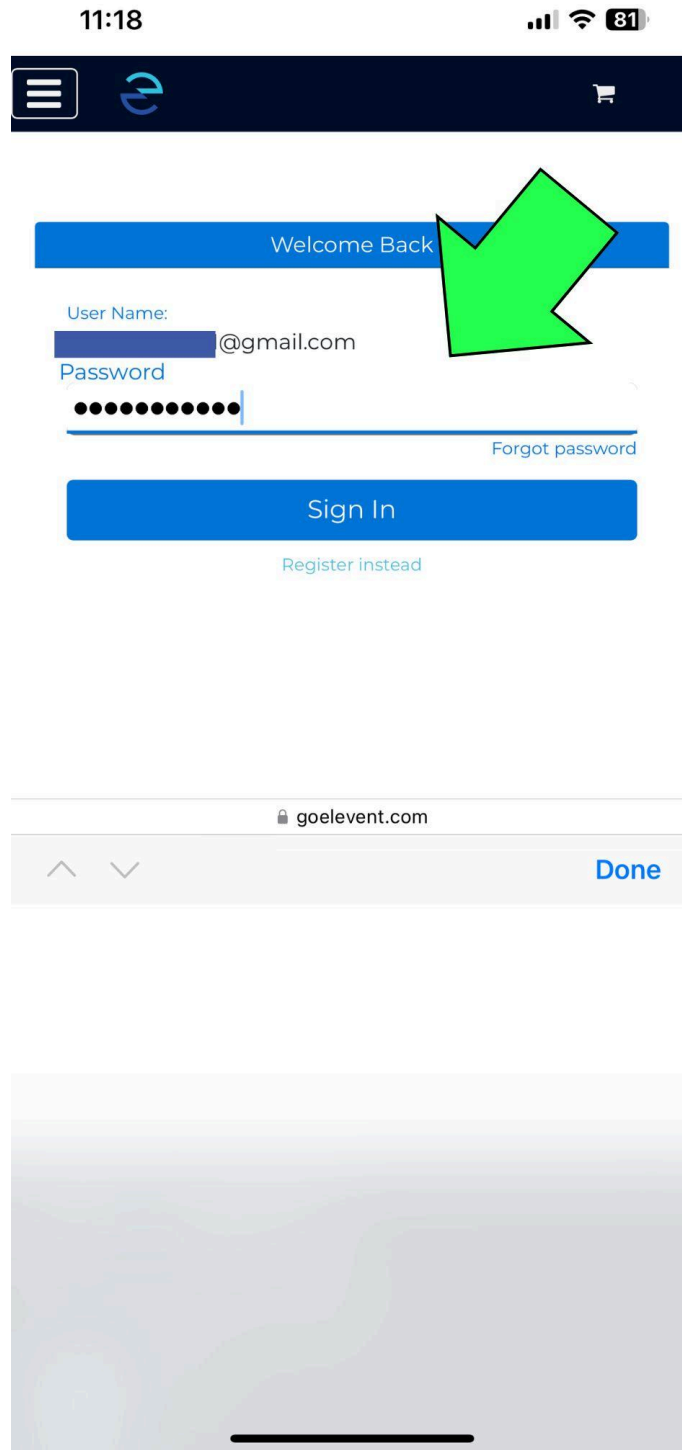 11:18
81
Welcome Back
User Name:
@gmail.com
Password
●●●●●●●●●●●
Forgot password
Sign In
Register instead
goelevent.com
Done